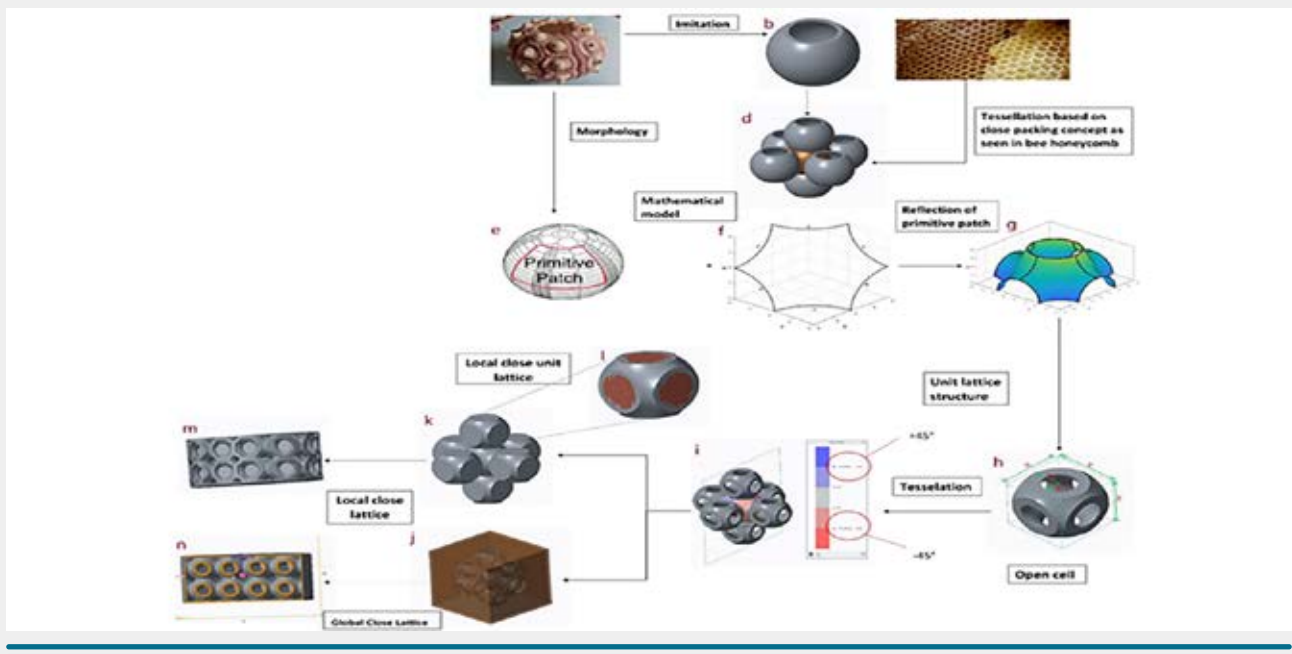 Imitation
b
Morphology
d
Tessellation based on
close packing concept as
seen in bee honeycomb
Mathematical
model
Reflection of
primitive patch
e
Primitive
Patch
f
g
Local close unit
lattice
l
Unit lattice
structure
m
k
+45°
i
h
Tesselation
Local close
lattice
n
j
-45°
Open cell
Global Close Lattice